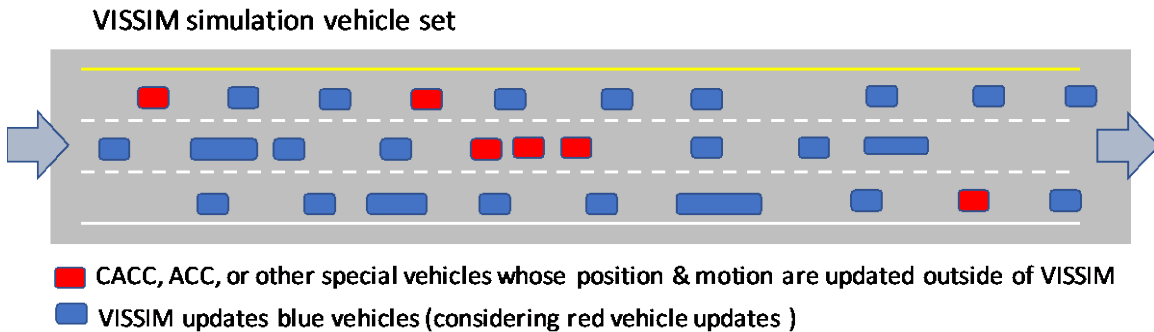 VISSIM simulation vehicle set
CACC, ACC, or other special vehicles whose position & motion are updated outside of VISSIM
VISSIM updates blue vehicles (considering red vehicle updates )